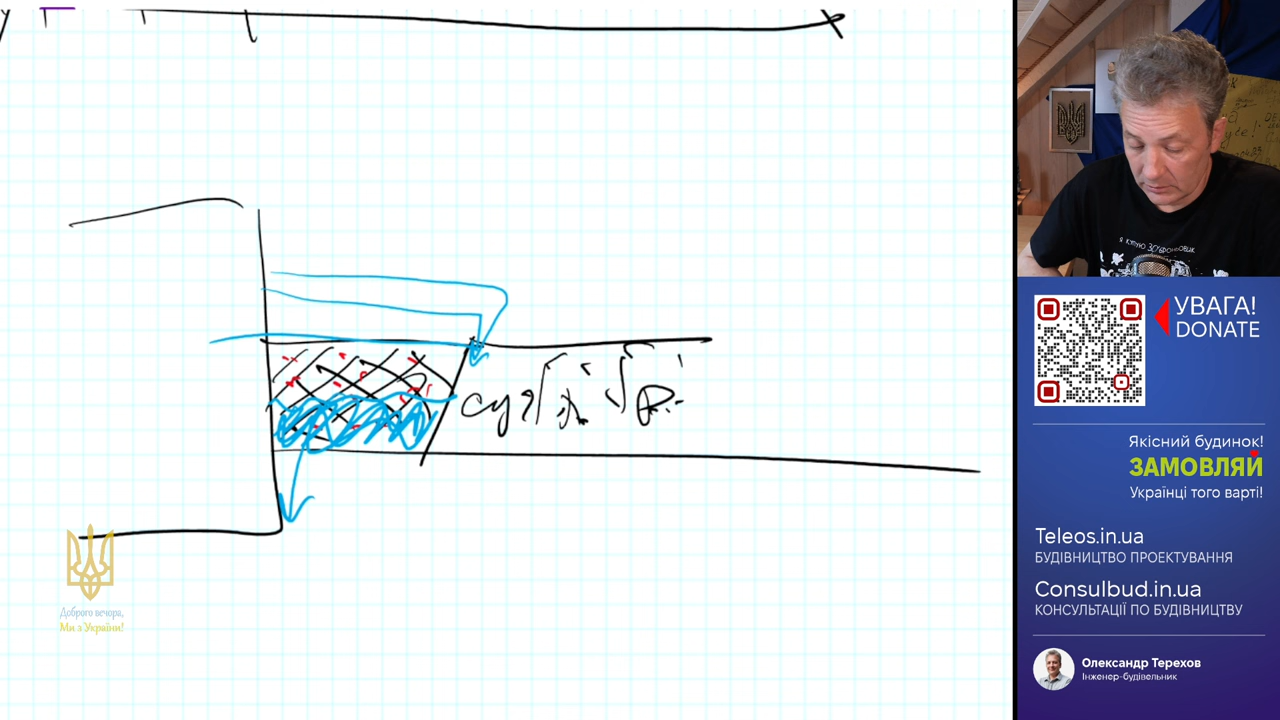 Я КУПУЮ
УВАГА!
DONATE
Якісний будинок!
ЗАМОВЛЯЙ
Українці того варті!
Teleos.in.ua
БУДІВНИЦТВО ПРОЕКТУВАННЯ
Consulbud.in.ua
КОНСУЛЬТАЦІЇ ПО БУДІВНИЦТВУ
Олександр Терехов
Інженер-будівельник
Доброго вечора,
Ми з України!